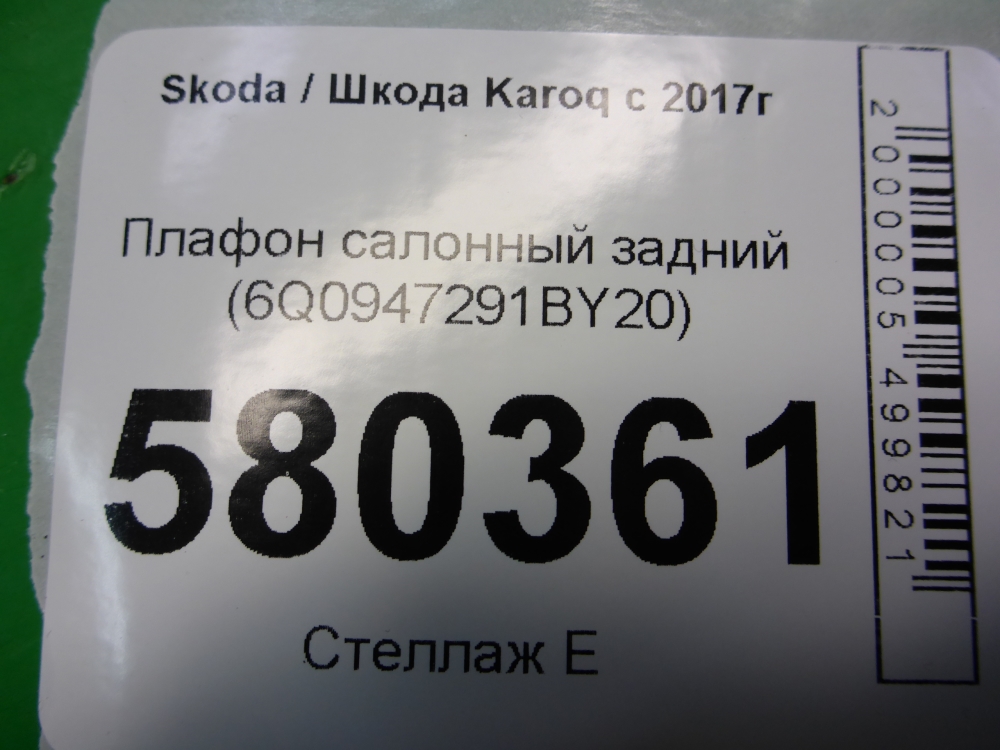 Skoda / Шкода Karoq с 2017г
Плафон салонный задний
(6Q0947291BY20)
580361
Стеллаж Е
2000005499821